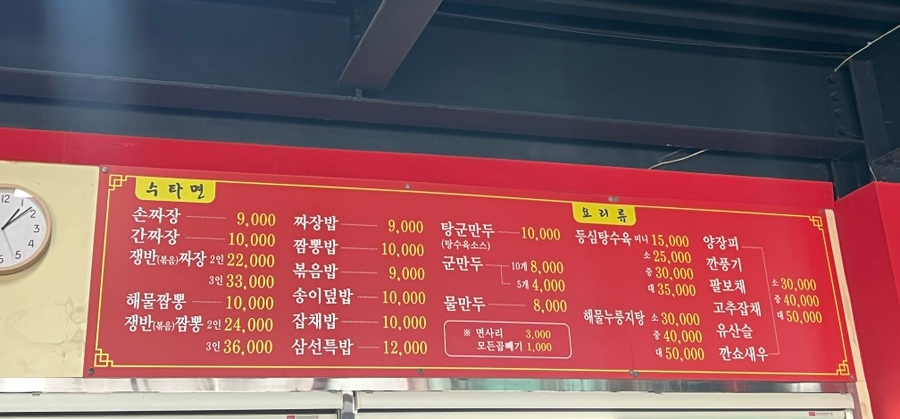 수타면
손짜장 9,000
간짜장 10,000
쟁반(볶음)짜장 2인 22,000
3인 33,000
해물짬뽕 10,000
쟁반(볶음)짬뽕 2인 24,000
3인 36,000
짜장밥 9,000
짬뽕밥 10,000
볶음밥 9,000
송이덮밥 10,000
잡채밥 10,000
삼선특밥 12,000
탕군만두 10,000
(탕수육소스)
군만두 10개 8,000
5개 4,000
물만두 8,000
※ 면사리 3,000
모든곱빼기 1,000
요리류
등심탕수육 미니 15,000
소 25,000
중 30,000
대 35,000
해물누룽지탕 소 30,000
중 40,000
대 50,000
양장피
깐풍기
팔보채
고추잡채
유산슬
깐쇼새우
소 30,000
중 40,000
대 50,000
12
1
2
3
4
5